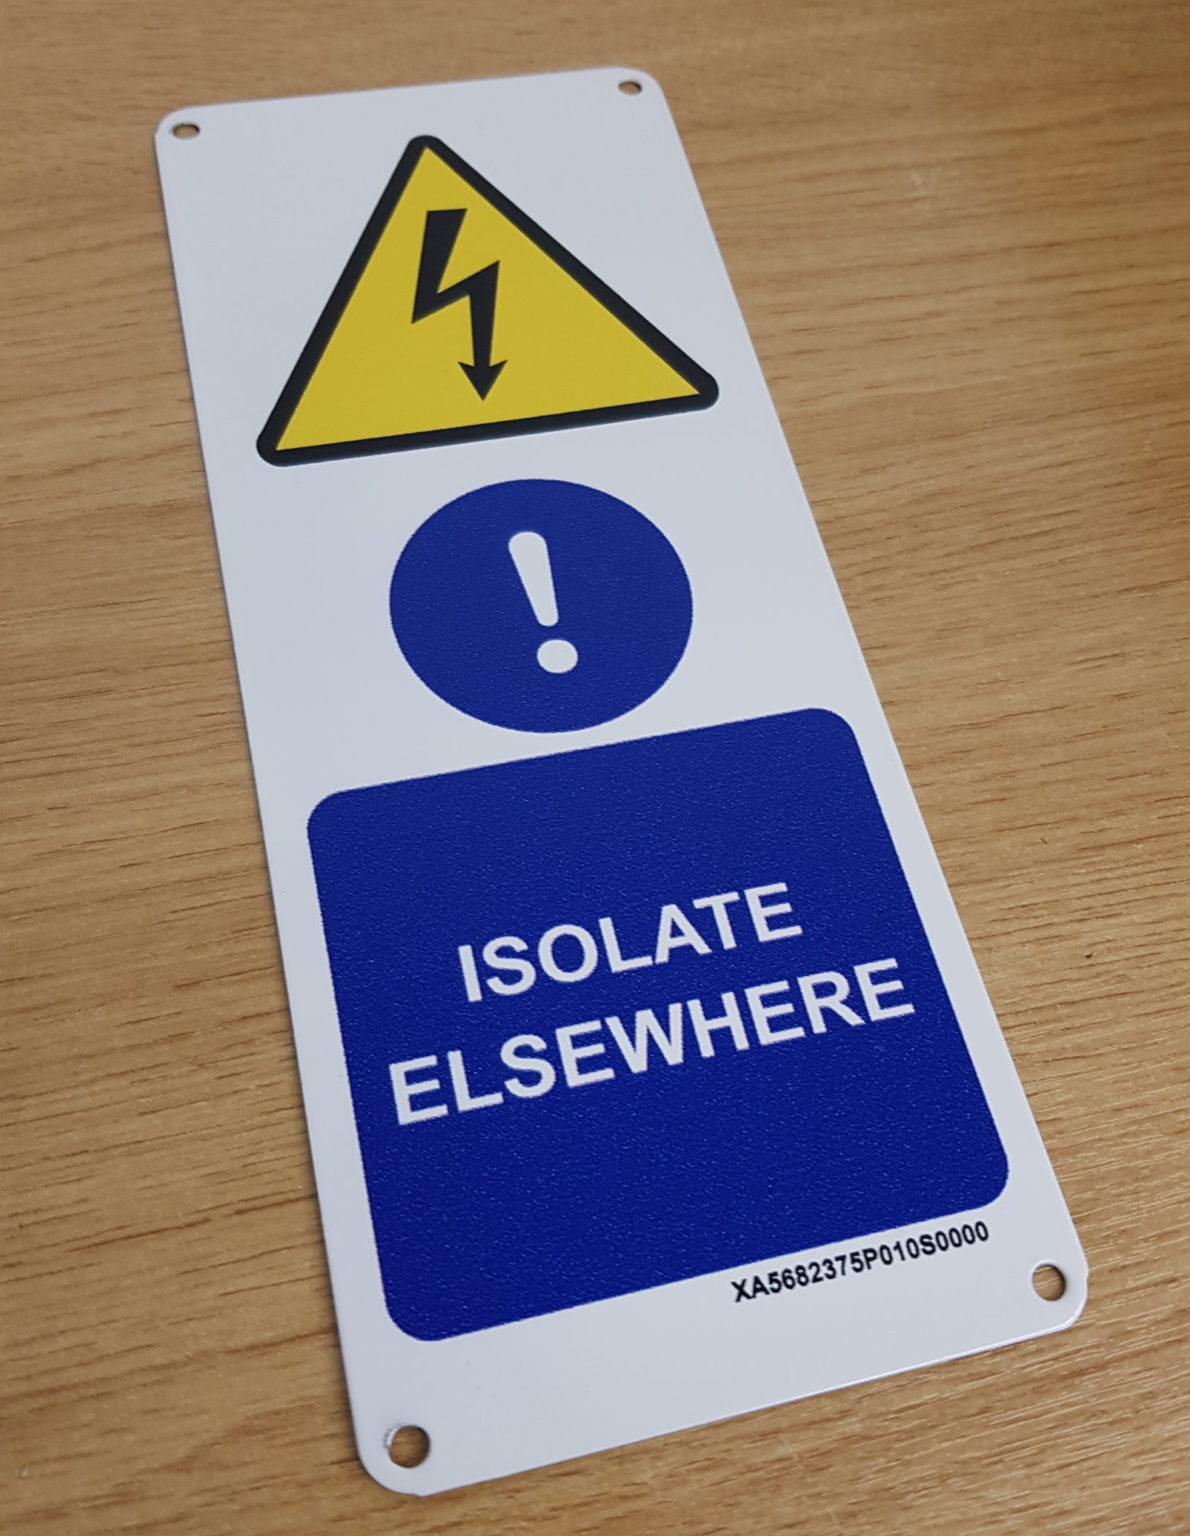 !
ISOLATE
ELSEWHERE
XA5682375P010S0000